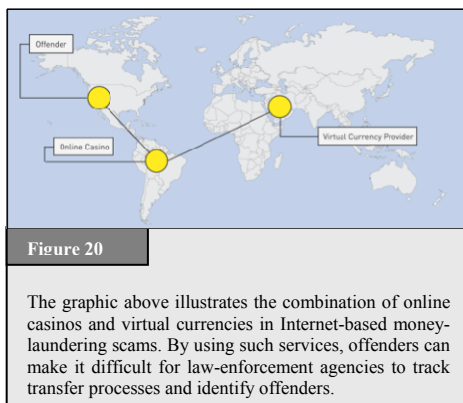 Offender
Online Casino
Virtual Currency Provider
Figure 20
The graphic above illustrates the combination of online
casinos and virtual currencies in Internet-based money-
laundering scams. By using such services, offenders can
make it difficult for law-enforcement agencies to track
transfer processes and identify offenders.